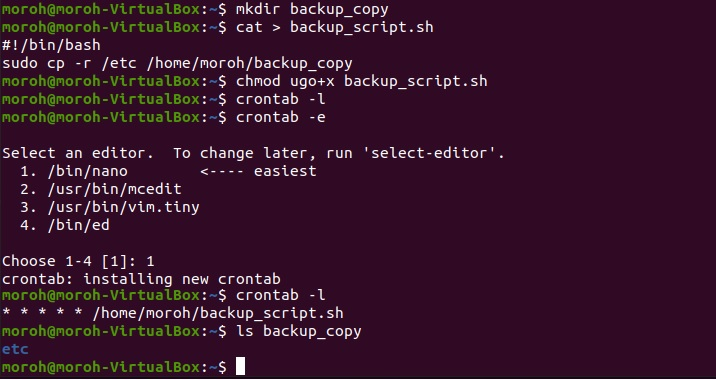 moroh@moroh-VirtualBox:~$ mkdir backup_copy
moroh@moroh-VirtualBox:~$ cat > backup_script.sh
#!/bin/bash
sudo cp -r /etc /home/moroh/backup_copy
moroh@moroh-VirtualBox:~$ chmod ugo+x backup_script.sh
moroh@moroh-VirtualBox:~$ crontab -l
moroh@moroh-VirtualBox:~$ crontab -e

Select an editor.  To change later, run 'select-editor'.
  1. /bin/nano        <---- easiest
  2. /usr/bin/mcedit
  3. /usr/bin/vim.tiny
  4. /bin/ed

Choose 1-4 [1]: 1
crontab: installing new crontab
moroh@moroh-VirtualBox:~$ crontab -l
* * * * * /home/moroh/backup_script.sh
moroh@moroh-VirtualBox:~$ ls backup_copy
etc
moroh@moroh-VirtualBox:~$